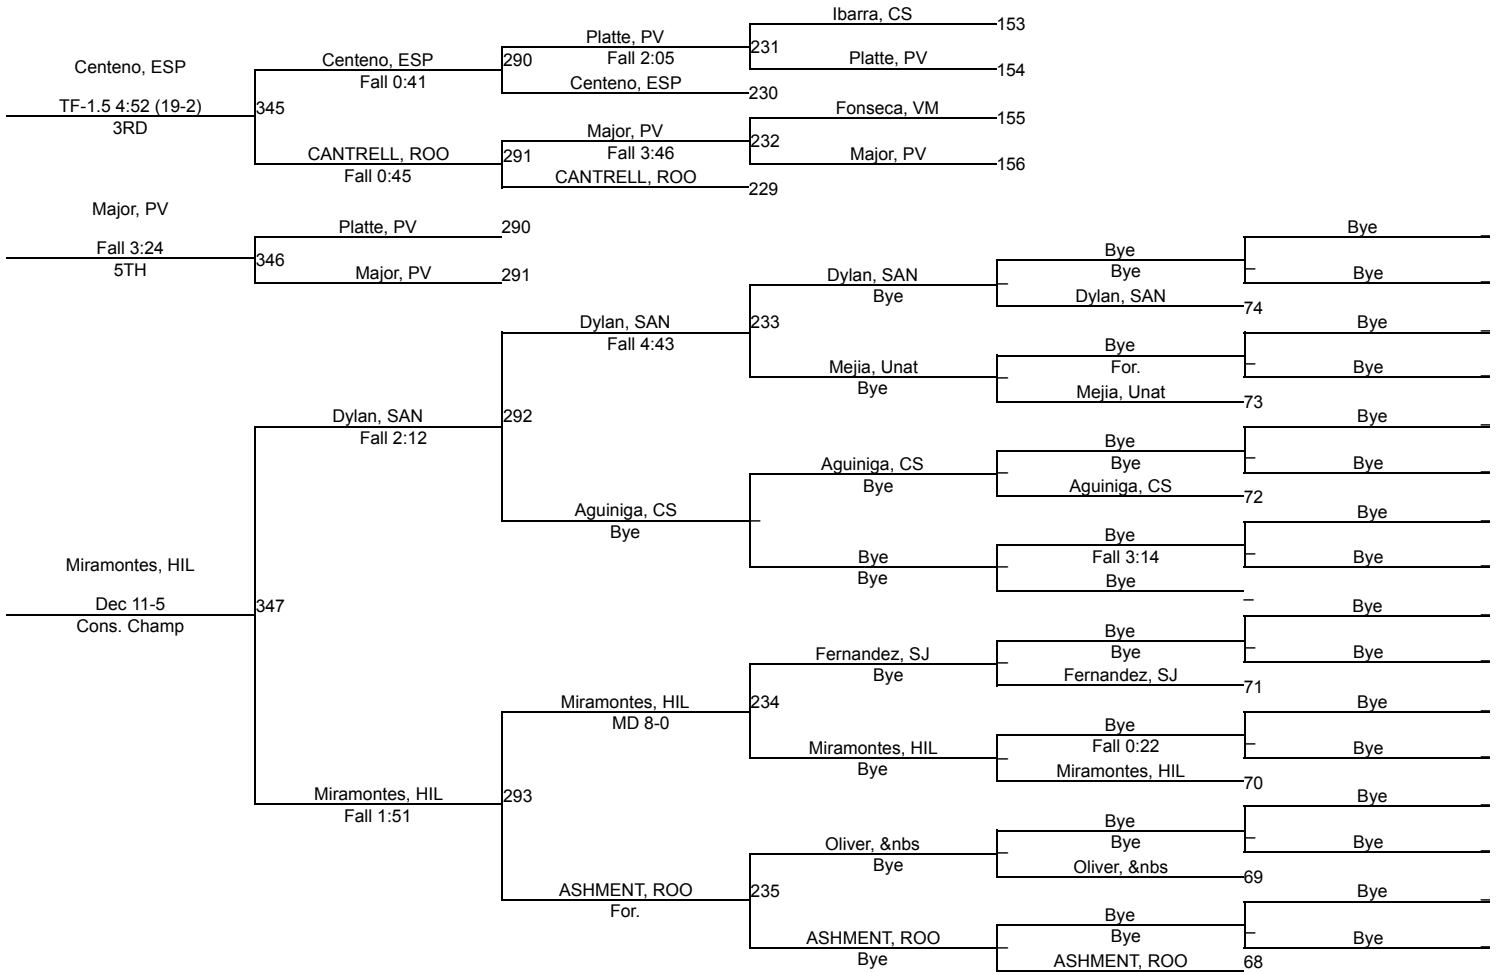 Ibarra, CS
153
Platte, PV
231
Fall 2:05
Platte, PV
154
Centeno, ESP
290
Fall 0:41
Centeno, ESP
230
Centeno, ESP
TF-1.5 4:52 (19-2)
345
3RD
Fonseca, VM
155
Major, PV
232
Fall 3:46
Major, PV
156
CANTRELL, ROO
291
Fall 0:45
CANTRELL, ROO
229
Major, PV
Fall 3:24
346
5TH
Platte, PV
290
Major, PV
291
Bye
Bye
Bye
Bye
Dylan, SAN
Bye
Dylan, SAN
74
Dylan, SAN
233
Fall 4:43
Bye
Bye
Bye
For.
Mejia, Unat
Bye
Mejia, Unat
73
Dylan, SAN
292
Fall 2:12
Bye
Bye
Bye
Bye
Aguiniga, CS
Bye
Aguiniga, CS
72
Aguiniga, CS
Bye
Bye
Bye
Bye
Fall 3:14
Bye
Bye
Bye
Miramontes, HIL
Dec 11-5
347
Cons. Champ
Bye
Bye
Bye
Bye
Fernandez, SJ
Bye
Fernandez, SJ
71
Miramontes, HIL
234
MD 8-0
Bye
Bye
Bye
Fall 0:22
Miramontes, HIL
Bye
Miramontes, HIL
70
Miramontes, HIL
293
Fall 1:51
Bye
Bye
Bye
Bye
Oliver, &nbs
Bye
Oliver, &nbs
69
ASHMENT, ROO
235
For.
Bye
Bye
Bye
Bye
ASHMENT, ROO
Bye
ASHMENT, ROO
68